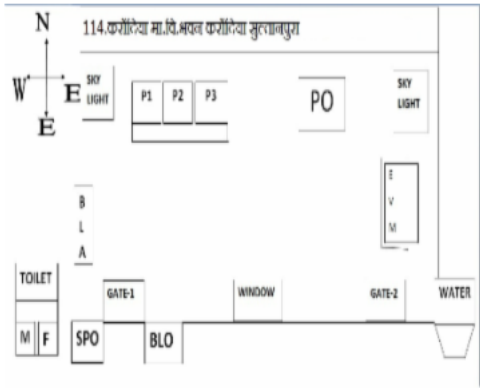 N
114.करौंदिया मा.वि.भवन करौंदिया सुल्तानपुरा
W E
E
SKY
LIGHT
P1 P2 P3
PO
SKY
LIGHT
E
V
M
B
L
A
TOILET
GATE-1 WINDOW GATE-2 WATER
M F SPO BLO